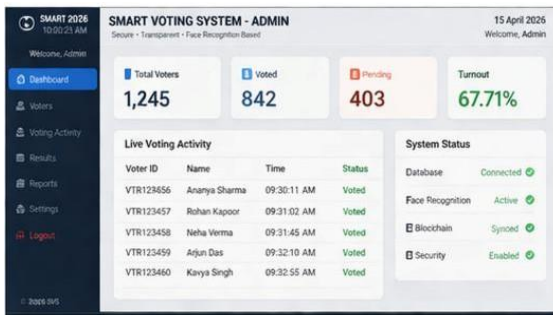 SMART 2026
10:00:23 AM
Welcome, Admin
Dashboard
Voters
Voting Activity
Results
Reports
Settings
Logout
SMART VOTING SYSTEM - ADMIN
Secure • Transparent • Face Recognition Based
15 April 2026
Welcome, Admin
Total Voters
1,245
Voted
842
Pending
403
Turnout
67.71%
Live Voting Activity
Voter ID Name Time Status
VTR123456 Ananya Sharma 09:30:11 AM Voted
VTR123457 Rohan Kapoor 09:31:02 AM Voted
VTR123458 Neha Verma 09:31:45 AM Voted
VTR123459 Arjun Das 09:32:10 AM Voted
VTR123460 Kavya Singh 09:32:55 AM Voted
System Status
Database Connected
Face Recognition Active
Blockchain Synced
Security Enabled